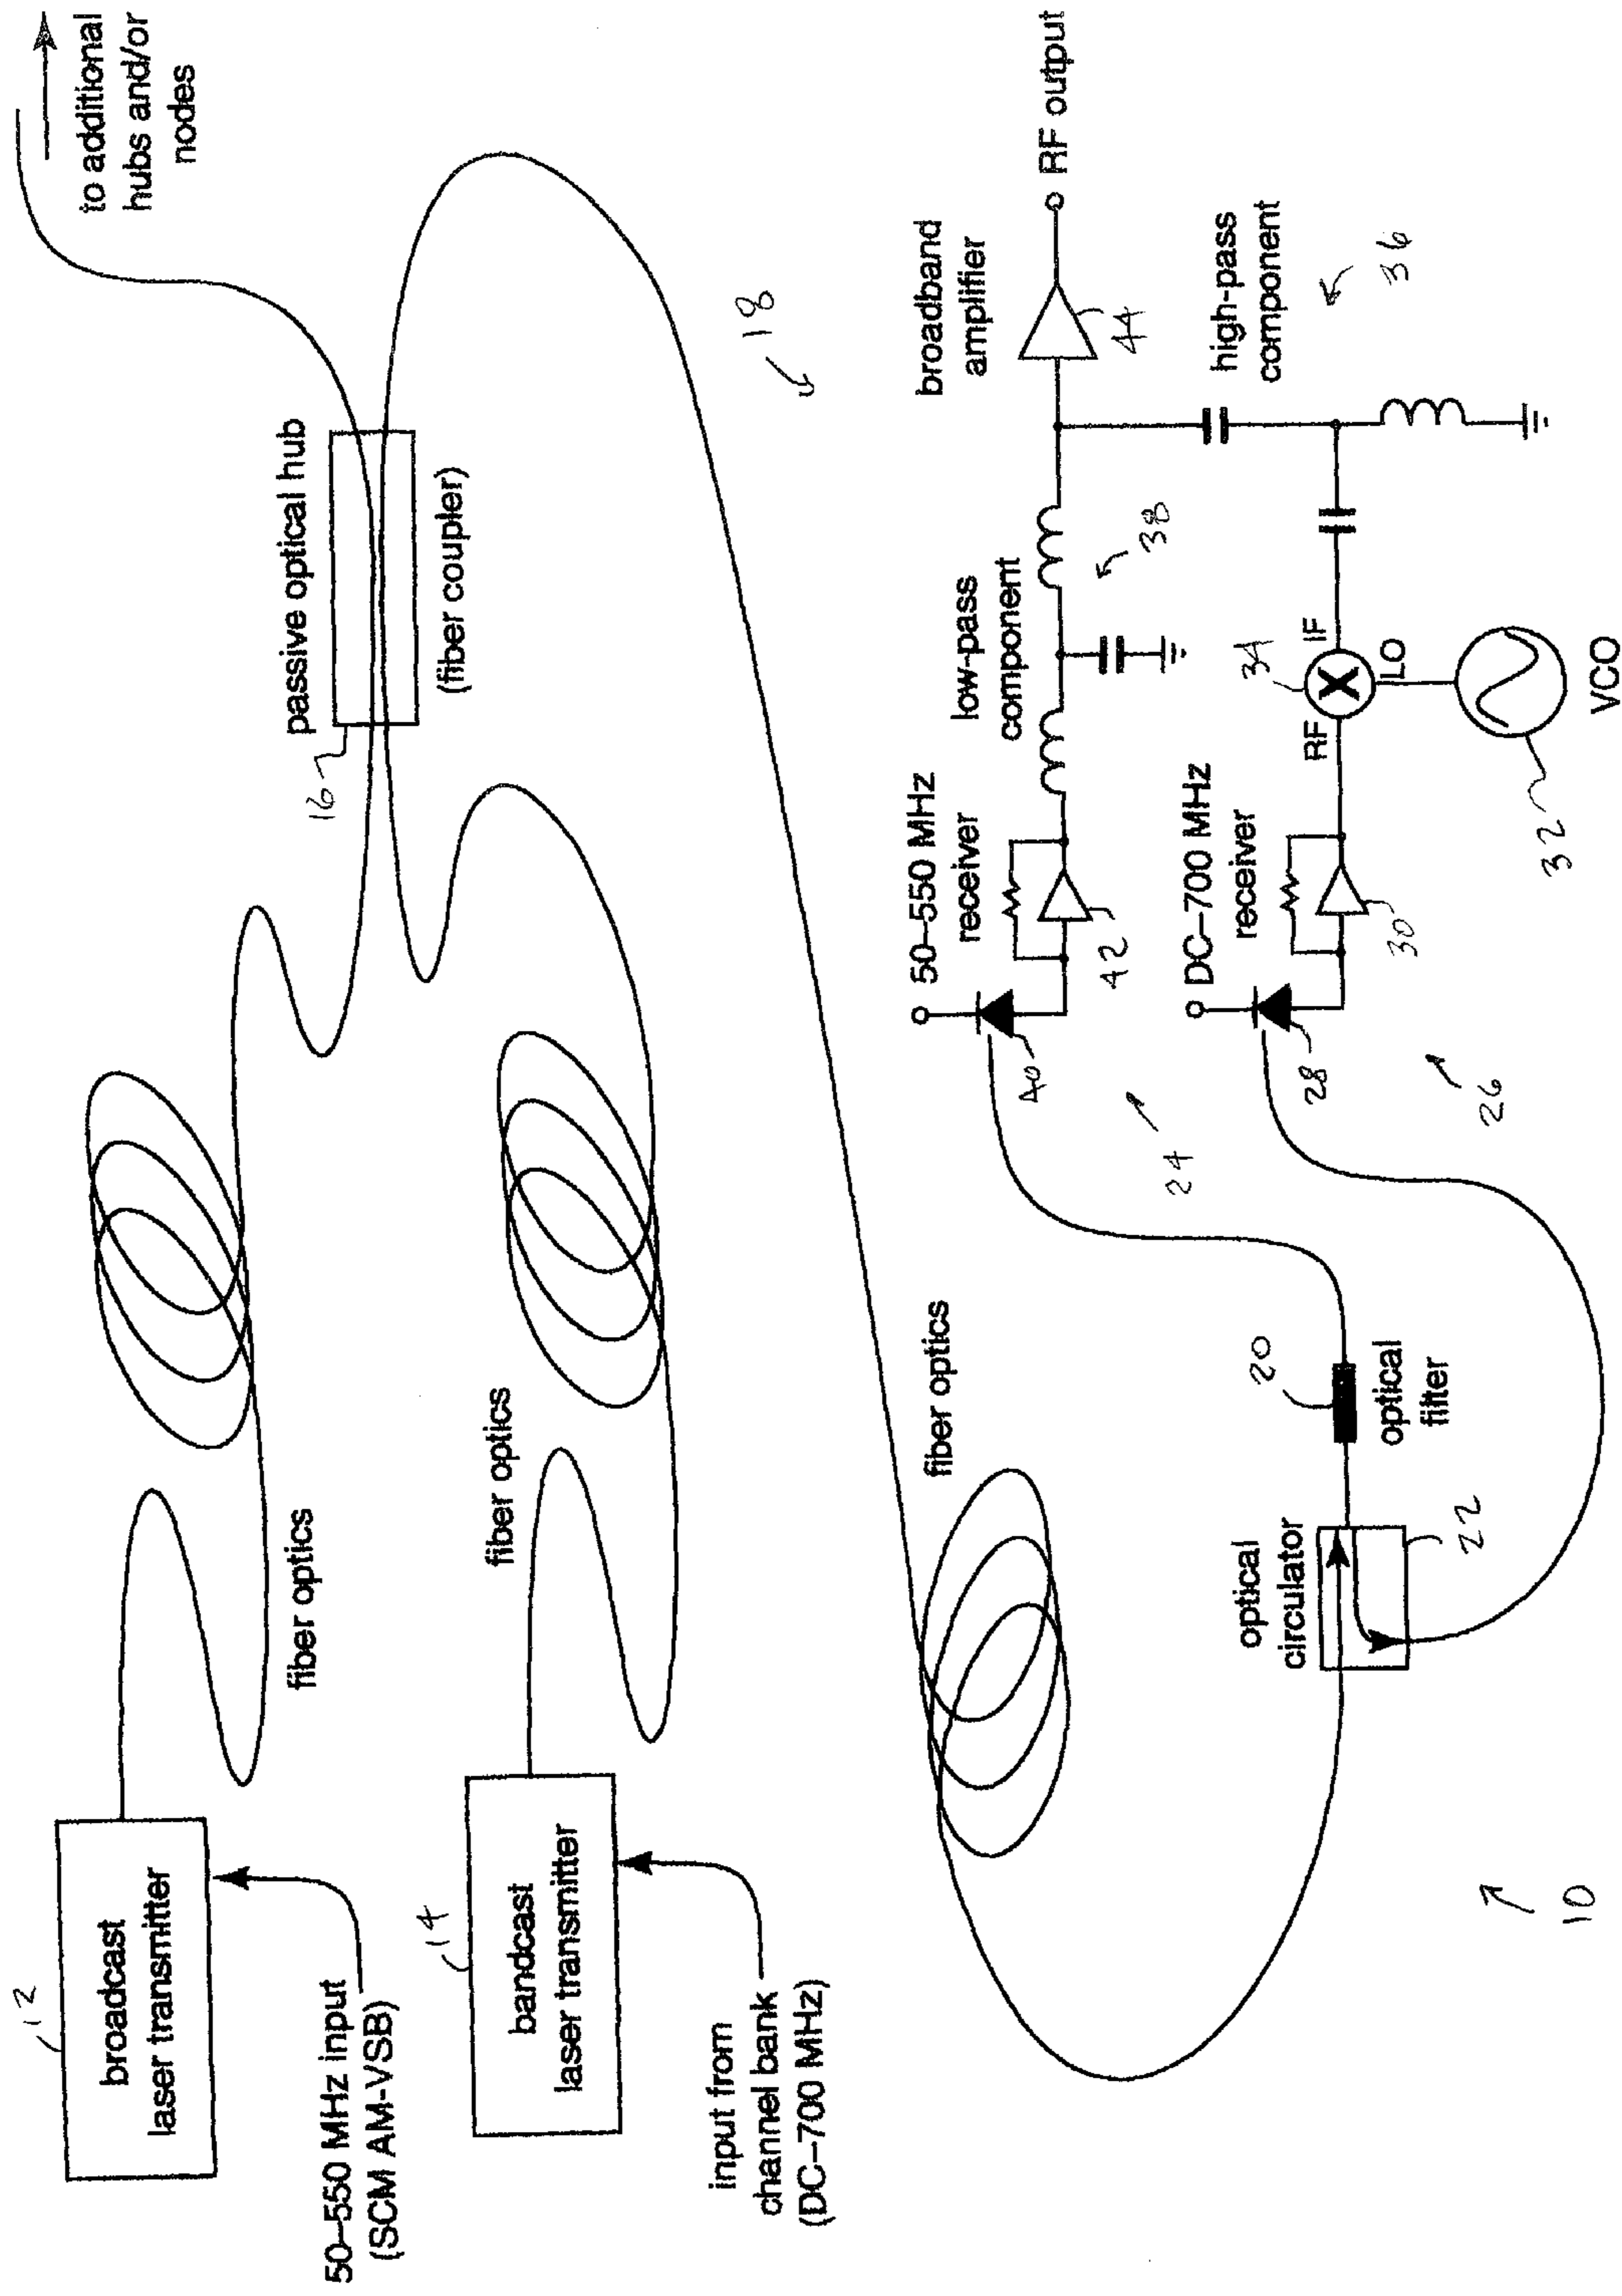 to additional
hubs and/or
nodes
passive optical hub
16
(fiber coupler)
12
broadcast
laser transmitter
50–550 MHz input
(SCM AM-VSB)
fiber optics
14
bandcast
laser transmitter
input from
channel bank
(DC–700 MHz)
fiber optics
18
fiber optics
optical
circulator
22
20
optical
filter
50–550 MHz
receiver
40
42
24
low-pass
component
38
broadband
amplifier
44
RF output
DC–700 MHz
receiver
28
30
26
RF
34
IF
LO
32
VCO
high-pass
component
36
10